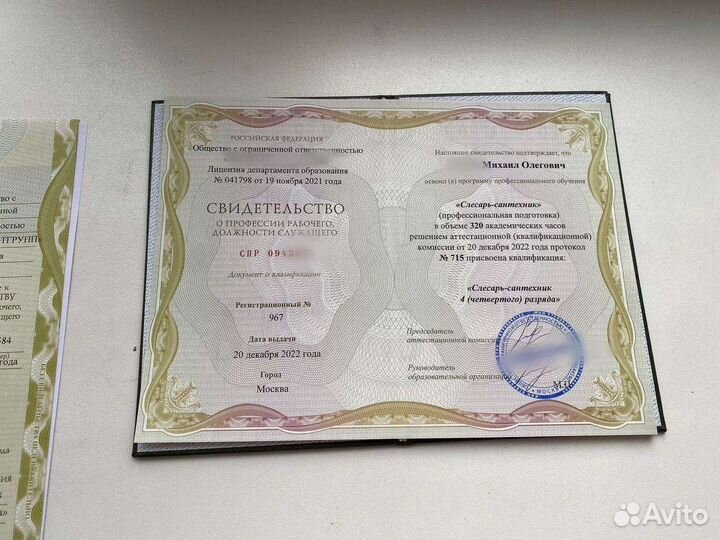 РОССИЙСКАЯ ФЕДЕРАЦИЯ
Общество с ограниченной ответственностью
Лицензия департамента образования
№ 041798 от 19 ноября 2021 года
СВИДЕТЕЛЬСТВО
О ПРОФЕССИИ РАБОЧЕГО,
ДОЛЖНОСТИ СЛУЖАЩЕГО
СПР 094
Документ о квалификации
Регистрационный №
967
Дата выдачи
20 декабря 2022 года
Город
Москва
Настоящее свидетельство подтверждает, что
Михаил Олегович
освоил (а) программу профессионального обучения
«Слесарь-сантехник»
(профессиональная подготовка)
в объеме 320 академических часов
решением аттестационной (квалификационной)
комиссии от 20 декабря 2022 года протокол
№ 715 присвоена квалификация:
«Слесарь-сантехник
4 (четвертого) разряда»
Председатель
аттестационной комиссии
Руководитель
образовательной организации
М.П.
584
года
Avito